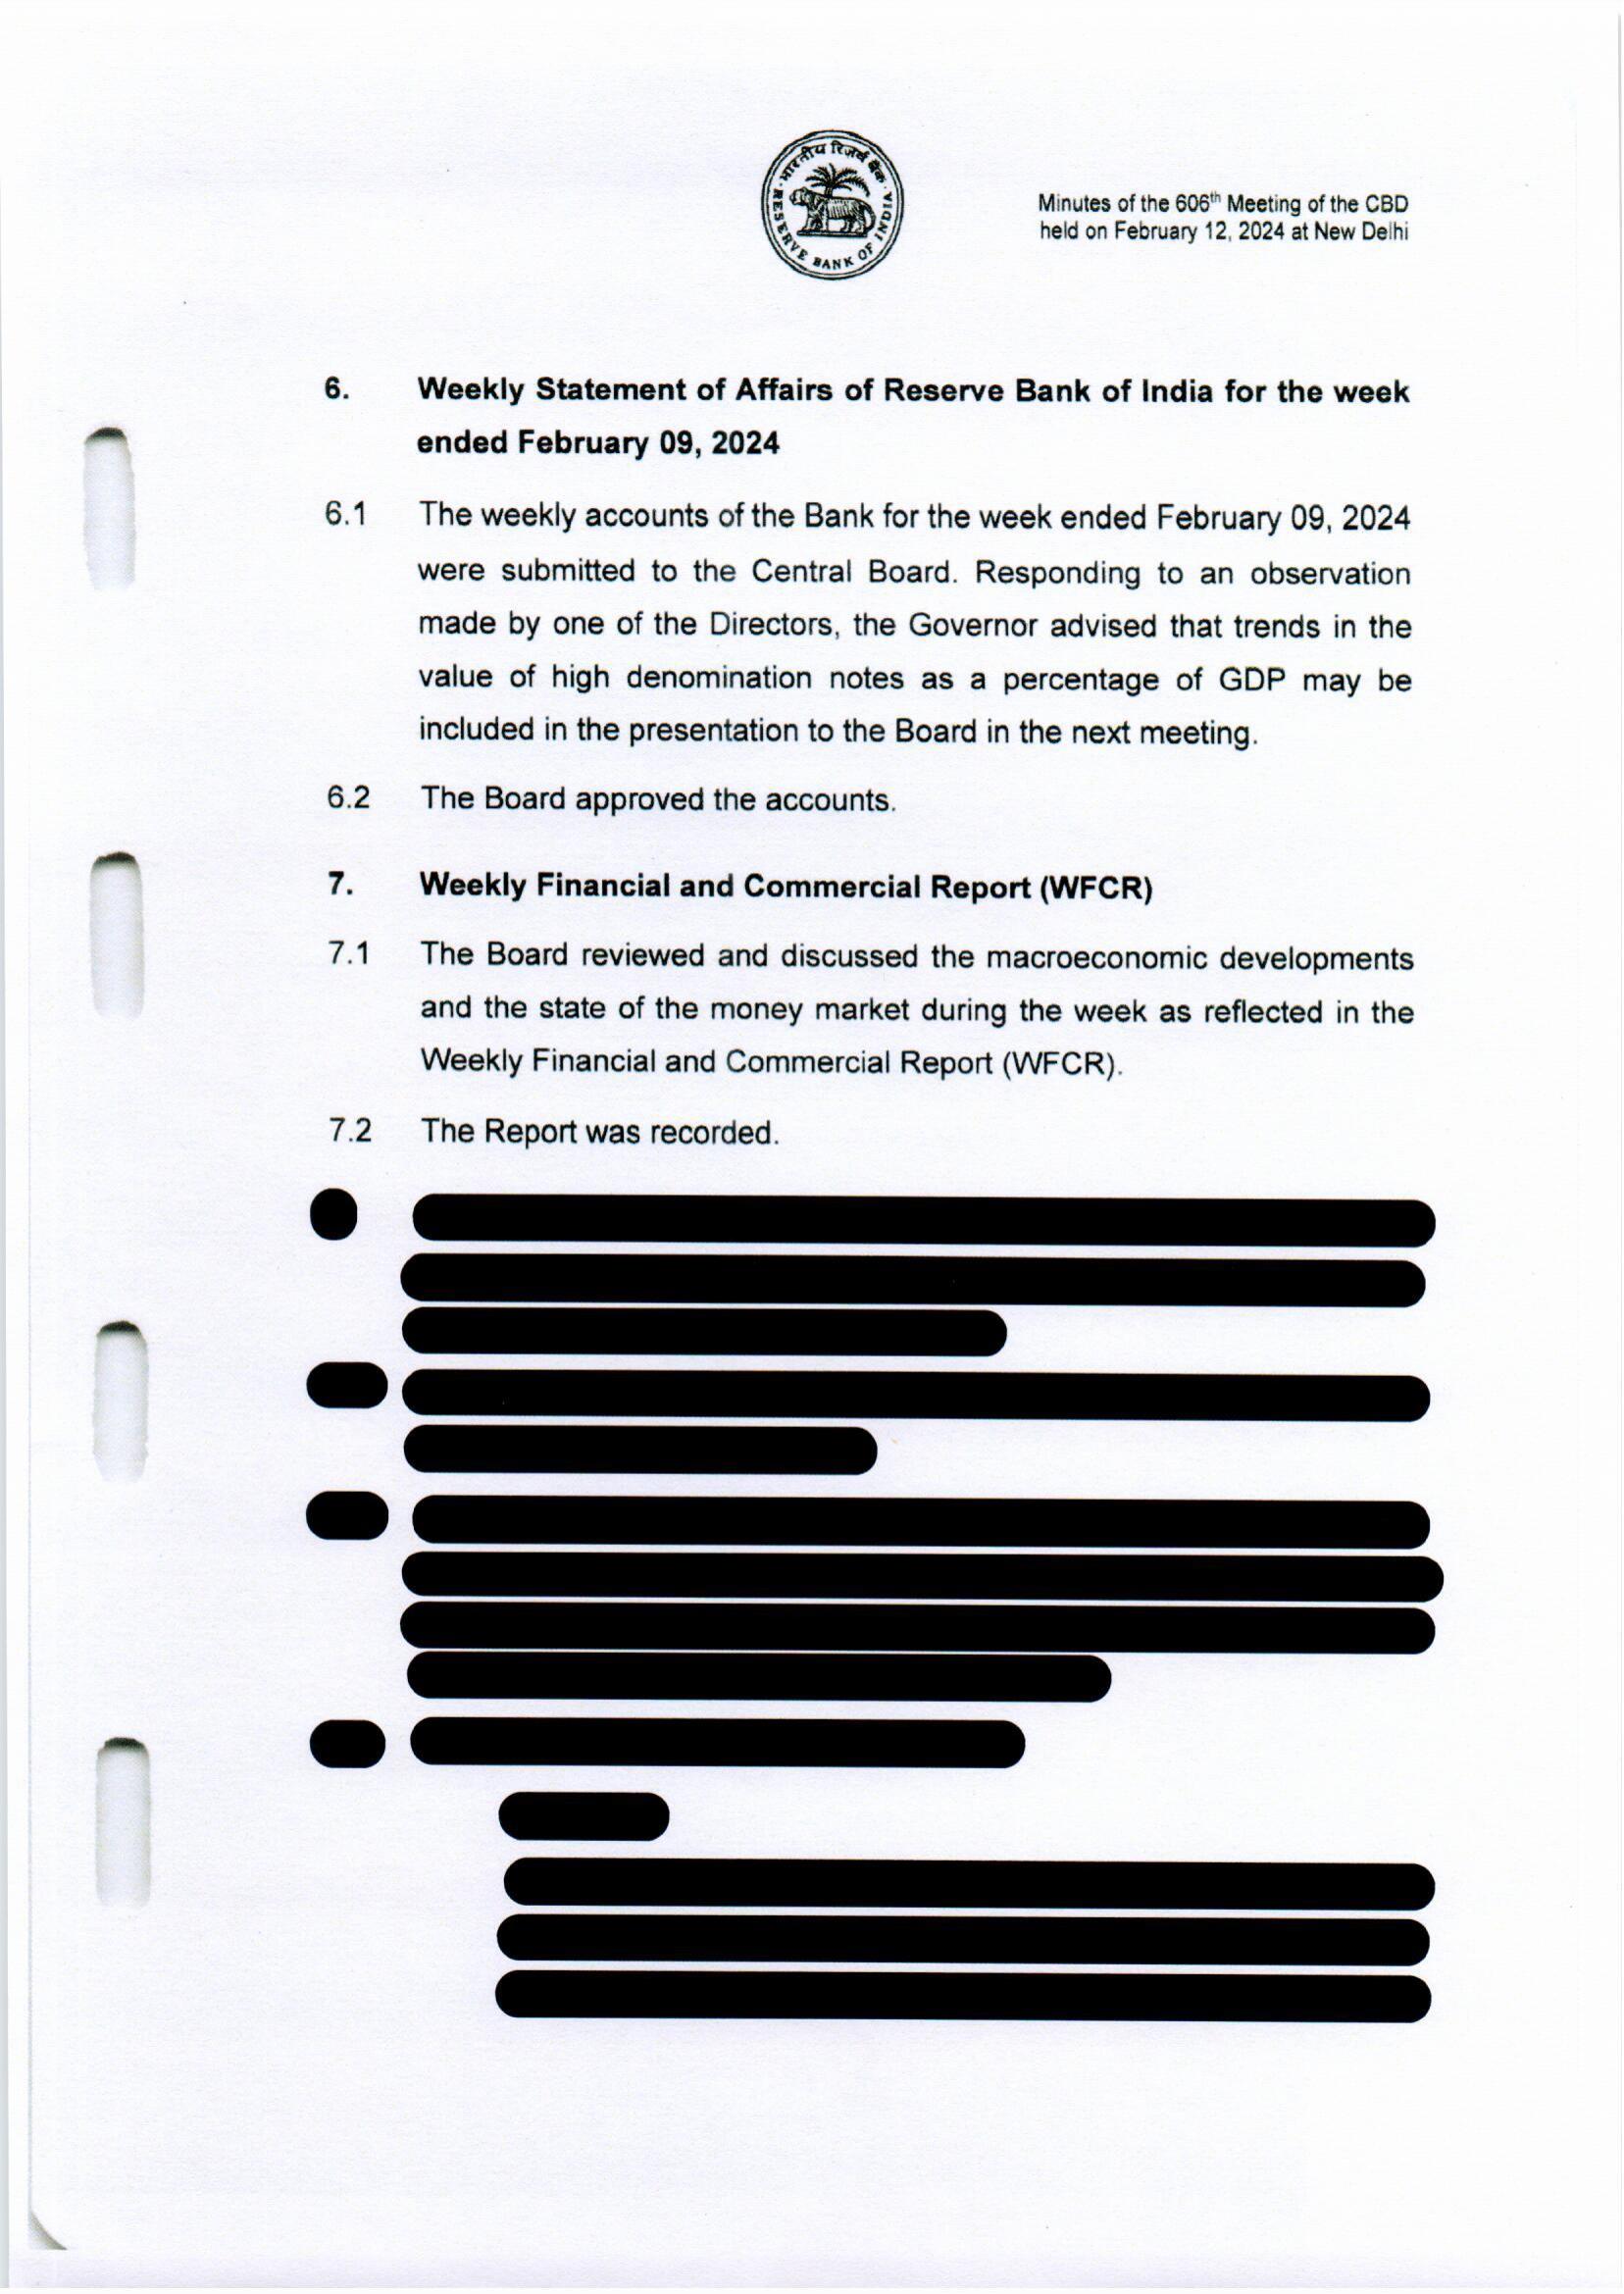 भारतीय रिज़र्व बैंक
RESERVE BANK OF INDIA
Minutes of the 606th Meeting of the CBD
held on February 12, 2024 at New Delhi
6. Weekly Statement of Affairs of Reserve Bank of India for the week
ended February 09, 2024
6.1 The weekly accounts of the Bank for the week ended February 09, 2024
were submitted to the Central Board. Responding to an observation
made by one of the Directors, the Governor advised that trends in the
value of high denomination notes as a percentage of GDP may be
included in the presentation to the Board in the next meeting.
6.2 The Board approved the accounts.
7. Weekly Financial and Commercial Report (WFCR)
7.1 The Board reviewed and discussed the macroeconomic developments
and the state of the money market during the week as reflected in the
Weekly Financial and Commercial Report (WFCR).
7.2 The Report was recorded.